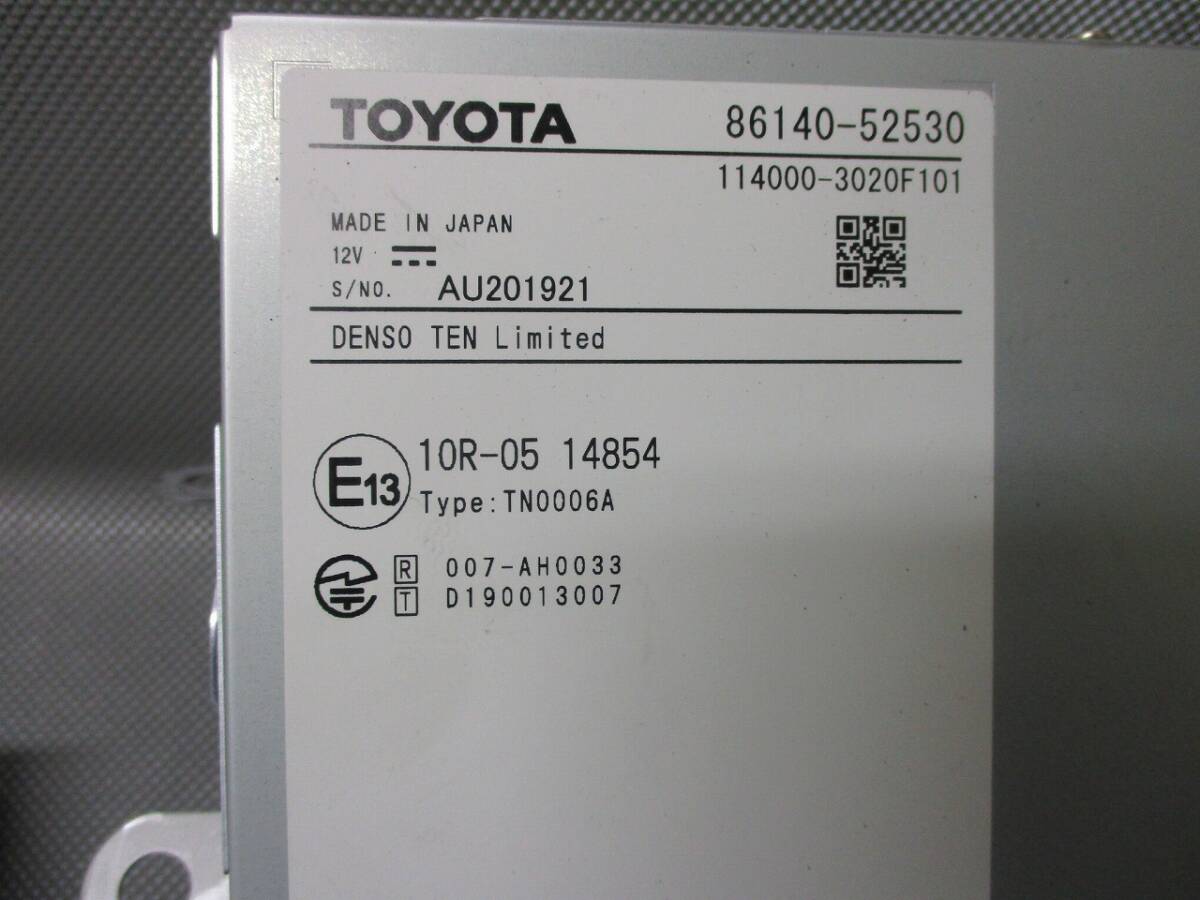 TOYOTA 86140-52530
114000-3020F101
MADE IN JAPAN
12V
S/NO. AU201921
DENSO TEN Limited
E13 10R-05 14854
Type:TN0006A
R 007-AH0033
T D190013007